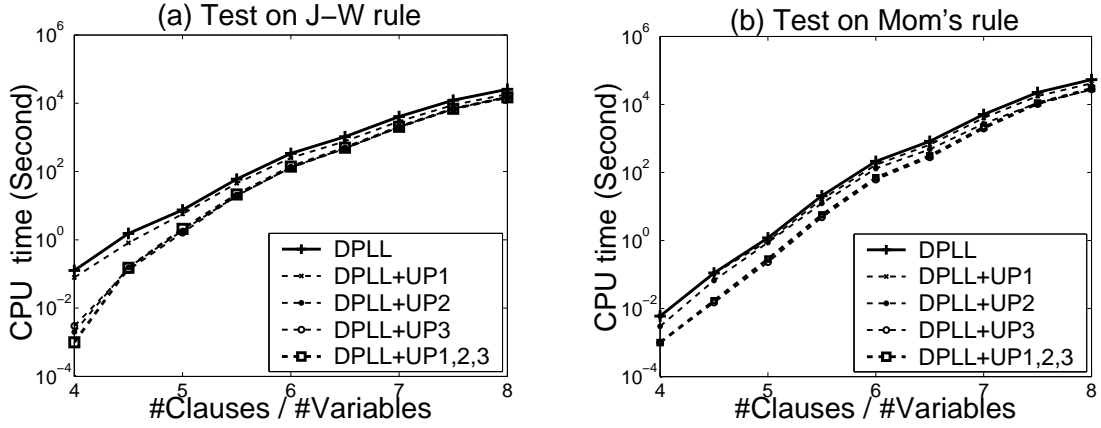 (a) Test on J−W rule
10^6
10^4
10^2
10^0
10^−2
10^−4
CPU time (Second)
DPLL
DPLL+UP1
DPLL+UP2
DPLL+UP3
DPLL+UP1,2,3
4 5 6 7 8
#Clauses / #Variables
(b) Test on Mom's rule
10^6
10^4
10^2
10^0
10^−2
10^−4
CPU time (Second)
DPLL
DPLL+UP1
DPLL+UP2
DPLL+UP3
DPLL+UP1,2,3
4 5 6 7 8
#Clauses / #Variables